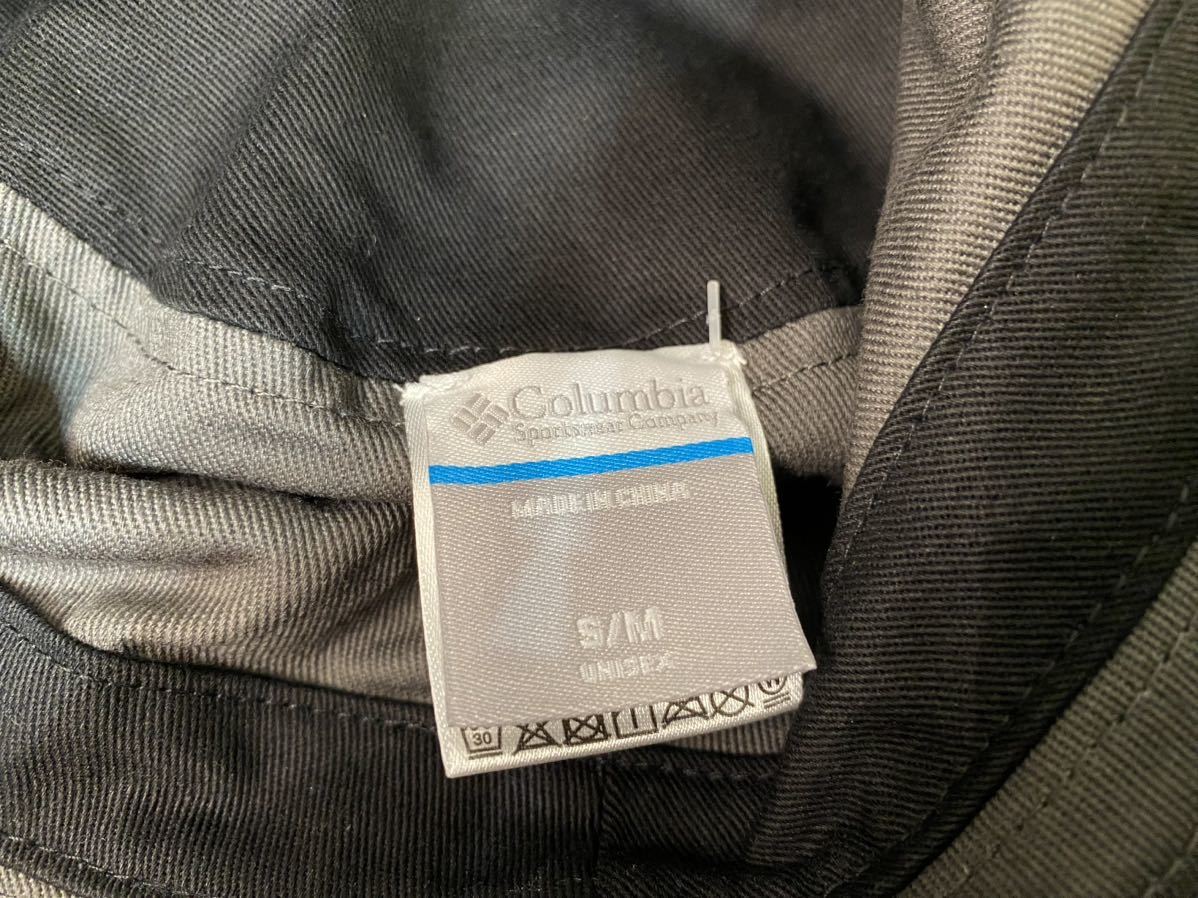 Columbia
Sportswear Company
MADE IN CHINA
S/M
UNISEX
30
W